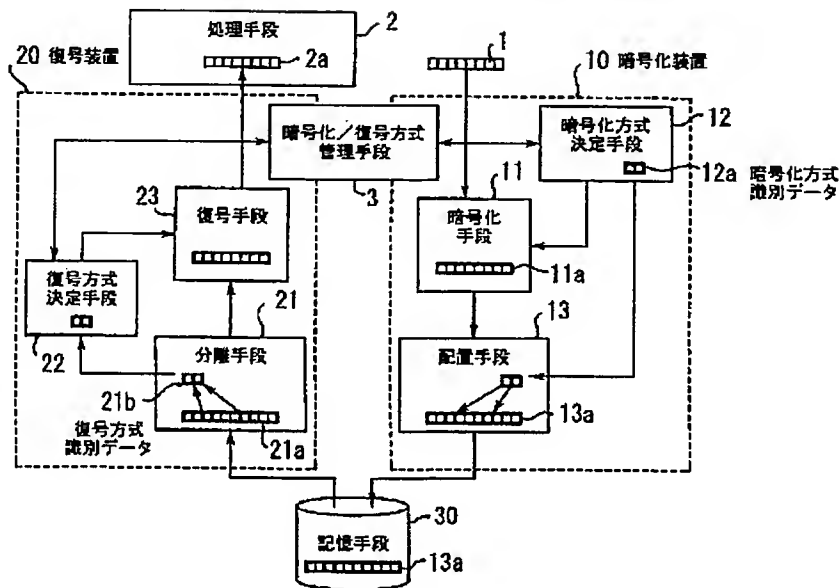 処理手段
2
2a
1
20 復号装置
10 暗号化装置
暗号化／復号方式
管理手段
3
暗号化方式
決定手段
12
12a
暗号化方式
識別データ
11
暗号化
手段
11a
23
復号手段
復号方式
決定手段
22
21
分離手段
21b
21a
復号方式
識別データ
13
配置手段
13a
30
記憶手段
13a